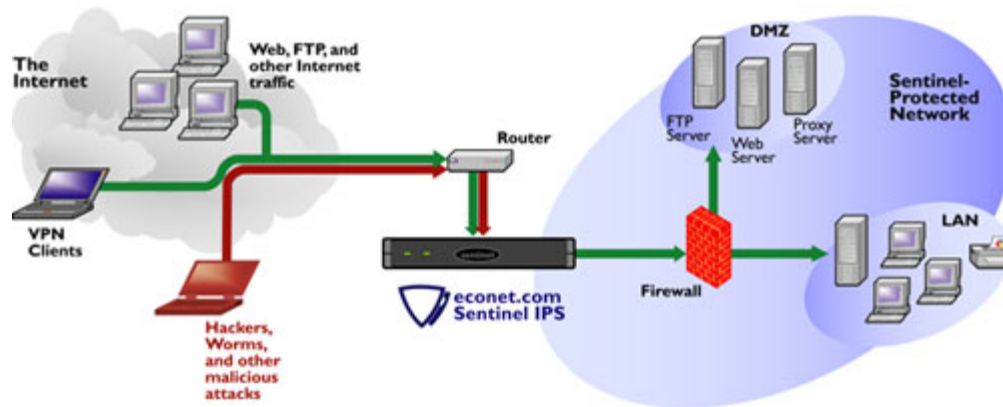 The
Internet
Web, FTP, and
other Internet
traffic
VPN
Clients
Hackers,
Worms,
and other
malicious
attacks
Router
sentinel
econet.com
Sentinel IPS
Firewall
DMZ
FTP
Server
Web
Server
Proxy
Server
Sentinel-
Protected
Network
LAN